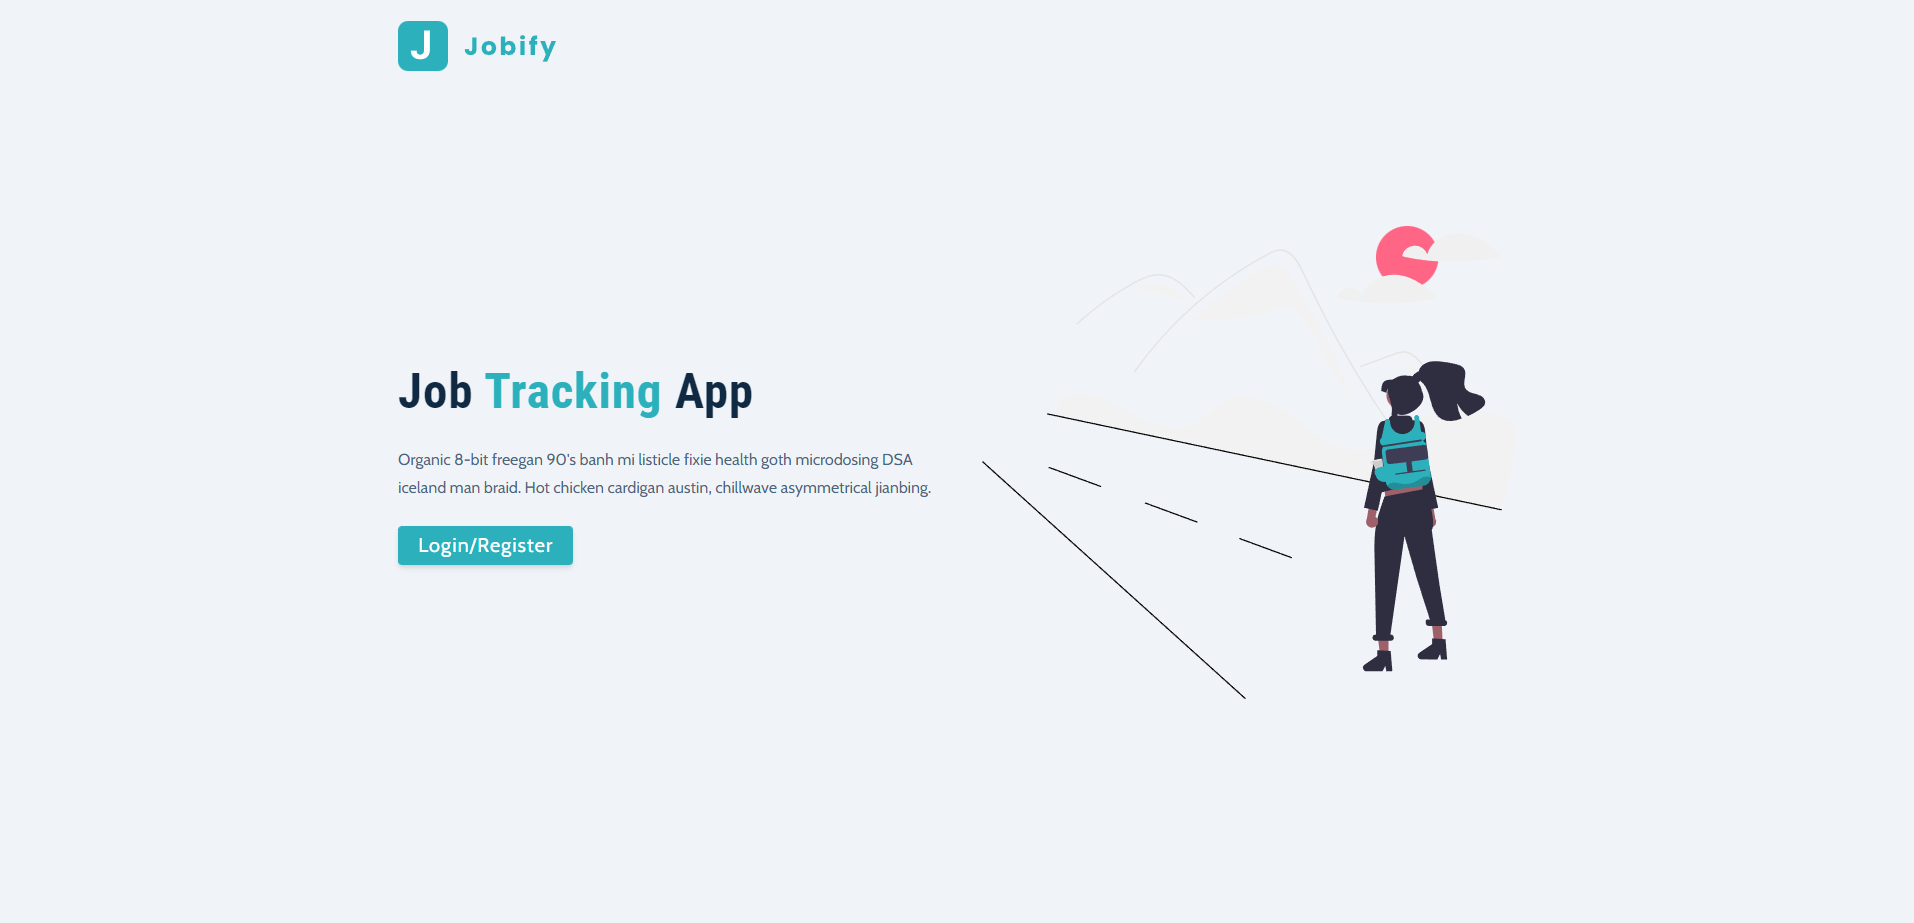 J Jobify
Job Tracking App
Organic 8-bit freegan 90's banh mi listicle fixie health goth microdosing DSA
iceland man braid. Hot chicken cardigan austin, chillwave asymmetrical jianbing.
Login/Register